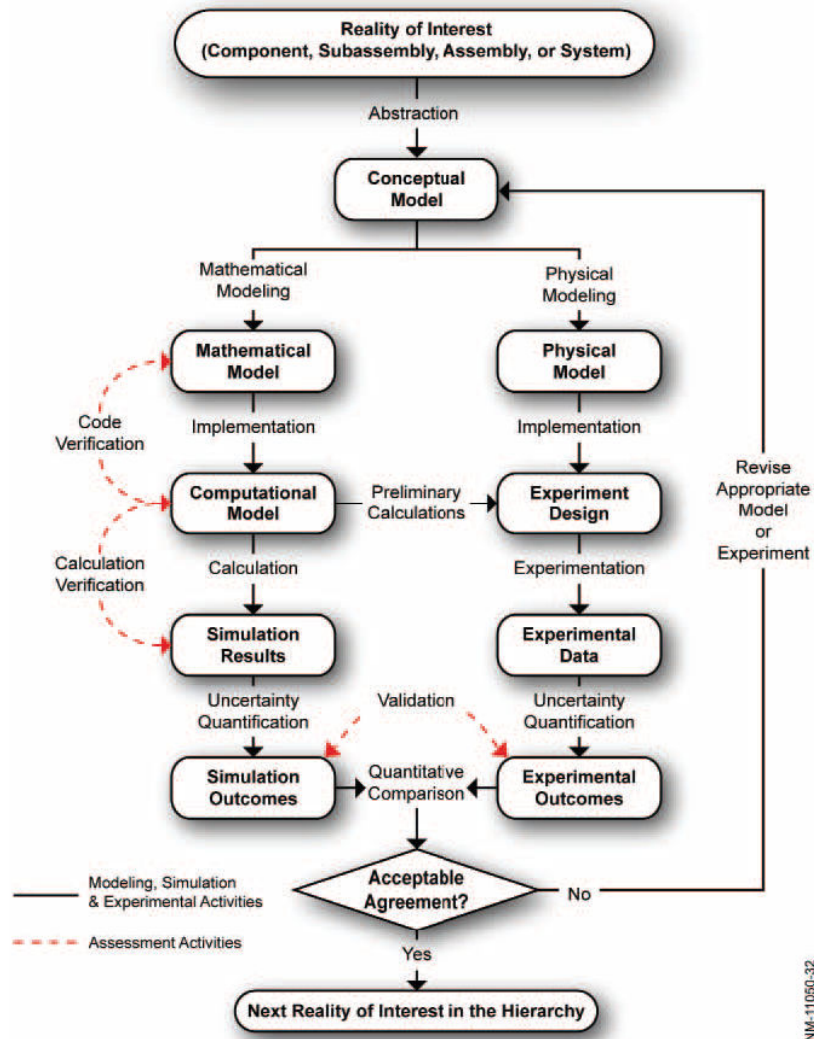 Reality of Interest
(Component, Subassembly, Assembly, or System)
Abstraction
Conceptual
Model
Mathematical
Modeling
Physical
Modeling
Mathematical
Model
Physical
Model
Code
Verification
Implementation
Implementation
Revise
Appropriate
Model
or
Experiment
Computational
Model
Preliminary
Calculations
Experiment
Design
Calculation
Verification
Calculation
Experimentation
Simulation
Results
Experimental
Data
Uncertainty
Quantification
Validation
Uncertainty
Quantification
Simulation
Outcomes
Quantitative
Comparison
Experimental
Outcomes
Modeling, Simulation
& Experimental Activities
Acceptable
Agreement?
No
Assessment Activities
Yes
Next Reality of Interest in the Hierarchy
NM-11050-32